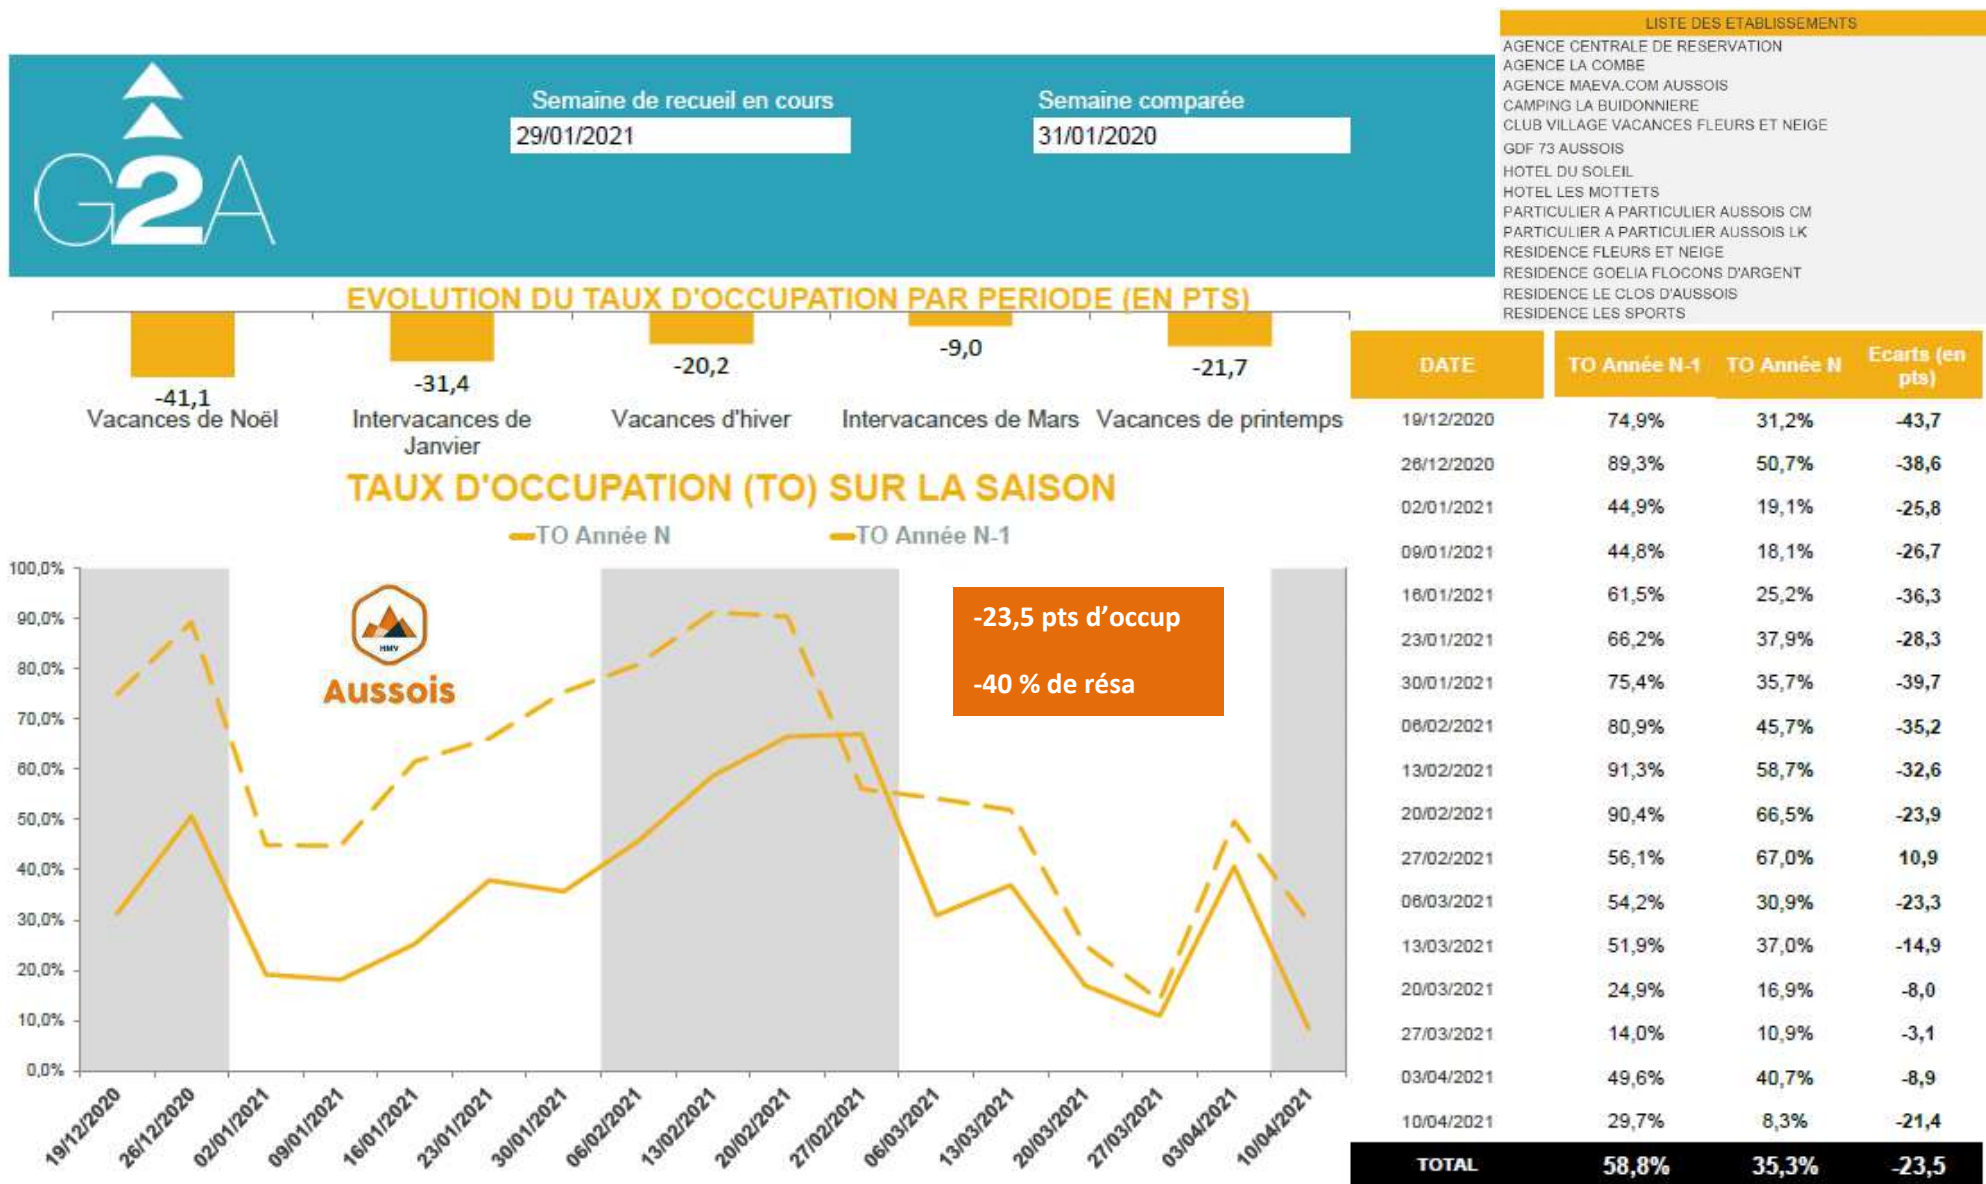 LISTE DES ETABLISSEMENTS
AGENCE CENTRALE DE RESERVATION
AGENCE LA COMBE
AGENCE MAEVA.COM AUSSOIS
CAMPING LA BUIDONNIERE
CLUB VILLAGE VACANCES FLEURS ET NEIGE
GDF 73 AUSSOIS
HOTEL DU SOLEIL
HOTEL LES MOTTETS
PARTICULIER A PARTICULIER AUSSOIS CM
PARTICULIER A PARTICULIER AUSSOIS LK
RESIDENCE FLEURS ET NEIGE
RESIDENCE GOELIA FLOCONS D'ARGENT
RESIDENCE LE CLOS D'AUSSOIS
RESIDENCE LES SPORTS
G2A
Semaine de recueil en cours
29/01/2021
Semaine comparée
31/01/2020
EVOLUTION DU TAUX D'OCCUPATION PAR PERIODE (EN PTS)
-41,1 -31,4 -20,2 -9,0 -21,7
Vacances de Noël
Intervacances de
Janvier
Vacances d'hiver
Intervacances de Mars
Vacances de printemps
TAUX D'OCCUPATION (TO) SUR LA SAISON
TO Année N TO Année N-1
100,0%
90,0%
80,0%
70,0%
60,0%
50,0%
40,0%
30,0%
20,0%
10,0%
0,0%
HMV
Aussois
-23,5 pts d'occup
-40 % de résa
19/12/2020 26/12/2020 02/01/2021 09/01/2021 16/01/2021 23/01/2021 30/01/2021 06/02/2021 13/02/2021 20/02/2021 27/02/2021 06/03/2021 13/03/2021 20/03/2021 27/03/2021 03/04/2021 10/04/2021
DATE TO Année N-1 TO Année N Ecarts (en pts)
19/12/2020 74,9% 31,2% -43,7
26/12/2020 89,3% 50,7% -38,6
02/01/2021 44,9% 19,1% -25,8
09/01/2021 44,8% 18,1% -26,7
16/01/2021 61,5% 25,2% -36,3
23/01/2021 66,2% 37,9% -28,3
30/01/2021 75,4% 35,7% -39,7
06/02/2021 80,9% 45,7% -35,2
13/02/2021 91,3% 58,7% -32,6
20/02/2021 90,4% 66,5% -23,9
27/02/2021 56,1% 67,0% 10,9
06/03/2021 54,2% 30,9% -23,3
13/03/2021 51,9% 37,0% -14,9
20/03/2021 24,9% 16,9% -8,0
27/03/2021 14,0% 10,9% -3,1
03/04/2021 49,6% 40,7% -8,9
10/04/2021 29,7% 8,3% -21,4
TOTAL 58,8% 35,3% -23,5